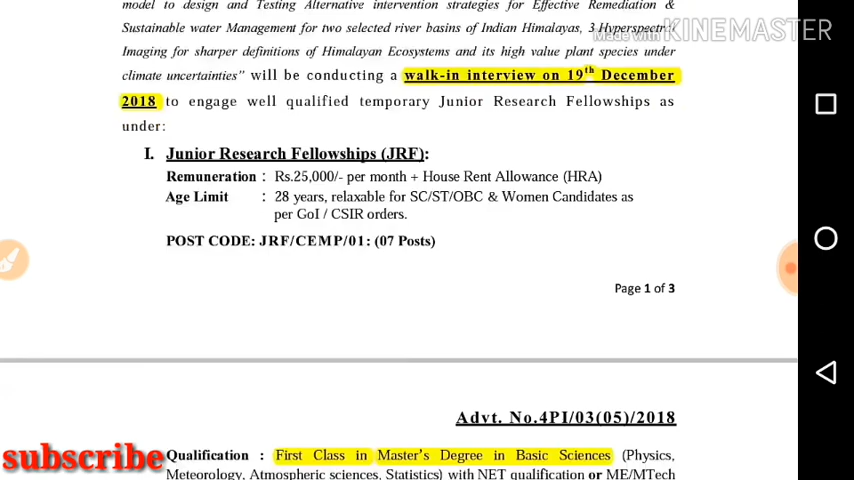 model to design and Testing Alternative intervention strategies for Effective Remediation &
Sustainable water Management for two selected river basins of Indian Himalayas, 3 Hyperspectral
Made with KINEMASTER
Imaging for sharper definitions of Himalayan Ecosystems and its high value plant species under
climate uncertainties" will be conducting a walk-in interview on 19th December
2018 to engage well qualified temporary Junior Research Fellowships as
under:
I. Junior Research Fellowships (JRF):
Remuneration : Rs.25,000/- per month + House Rent Allowance (HRA)
Age Limit : 28 years, relaxable for SC/ST/OBC & Women Candidates as
per GoI / CSIR orders.
POST CODE: JRF/CEMP/01: (07 Posts)
Page 1 of 3
Advt. No.4PI/03(05)/2018
subscribe
Qualification : First Class in Master's Degree in Basic Sciences (Physics,
Meteorology, Atmospheric sciences, Statistics) with NET qualification or ME/MTech